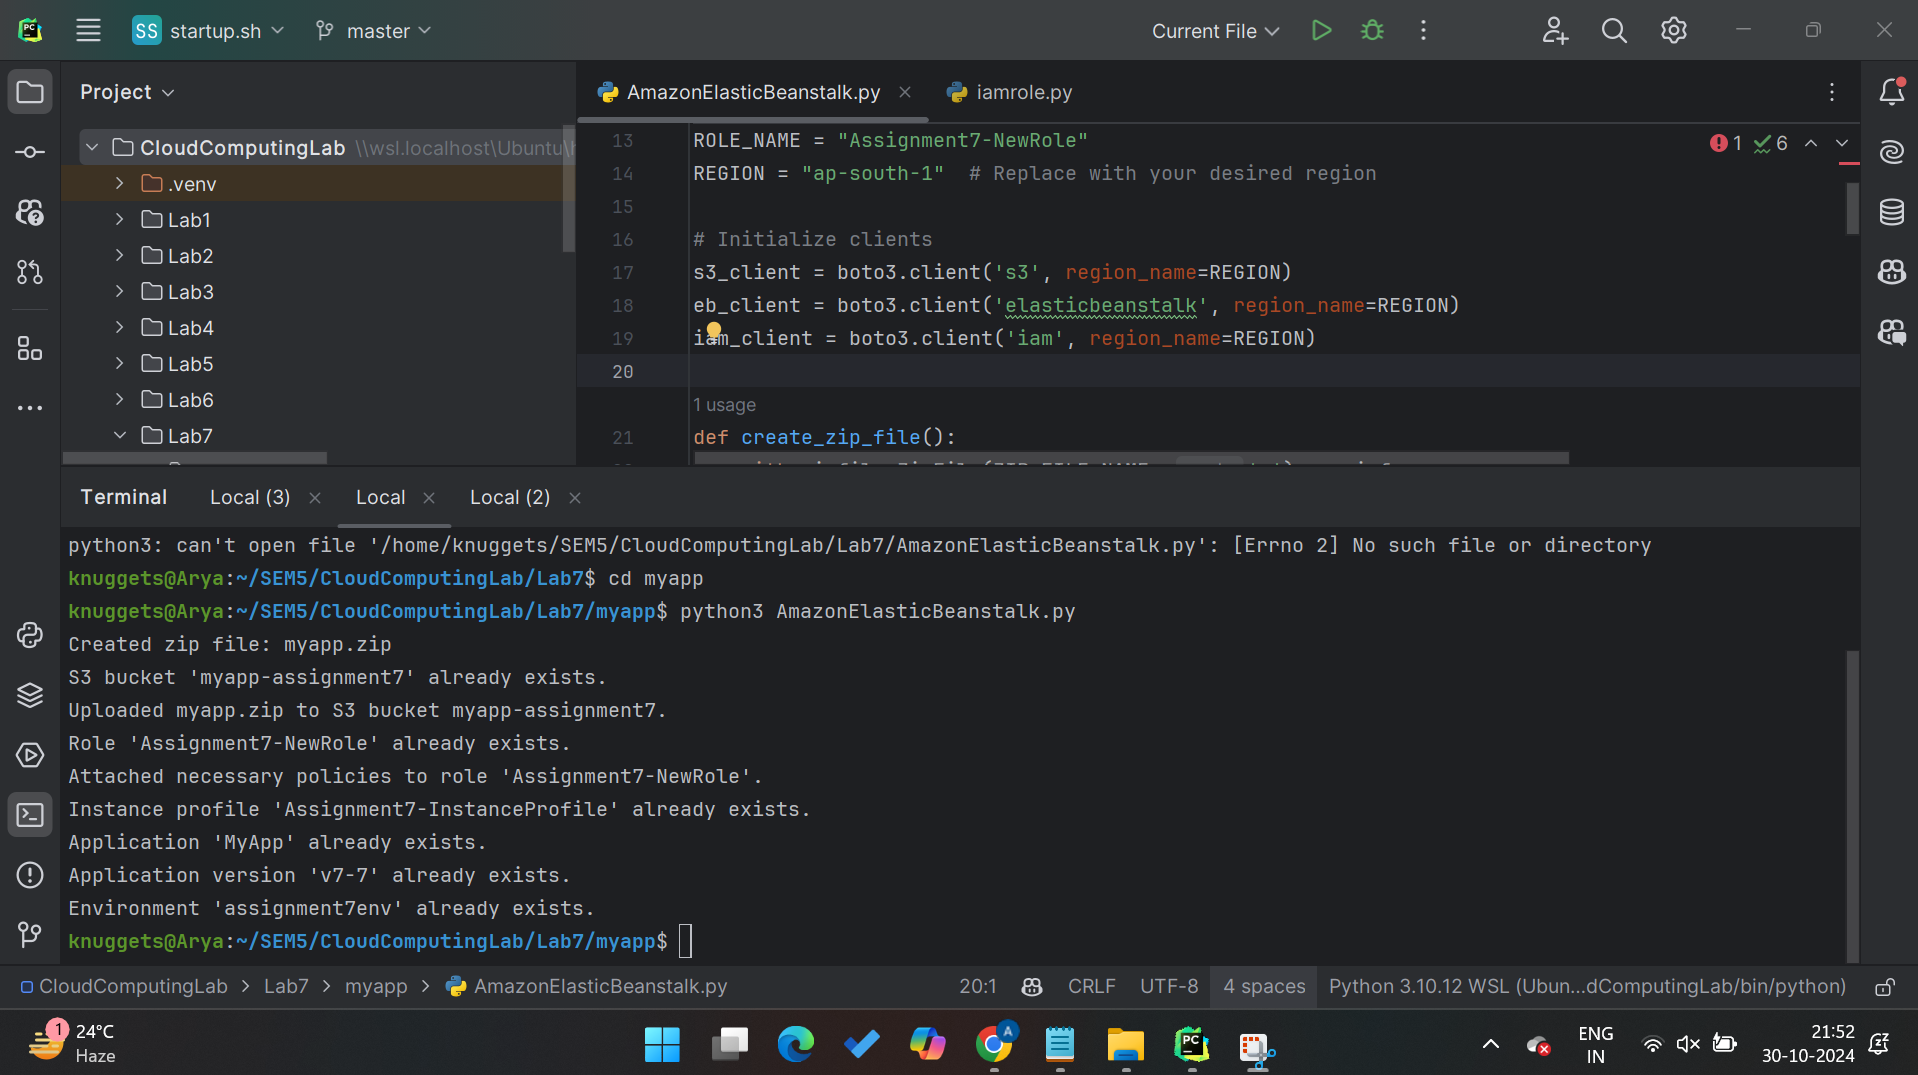 PC
SS startup.sh
master
Current File
Project
AmazonElasticBeanstalk.py
iamrole.py
CloudComputingLab \\wsl.localhost\Ubuntu\
.venv
Lab1
Lab2
Lab3
Lab4
Lab5
Lab6
Lab7
1 6
13 ROLE_NAME = "Assignment7-NewRole"
14 REGION = "ap-south-1"  # Replace with your desired region
15
16 # Initialize clients
17 s3_client = boto3.client('s3', region_name=REGION)
18 eb_client = boto3.client('elasticbeanstalk', region_name=REGION)
19 iam_client = boto3.client('iam', region_name=REGION)
20
1 usage
21 def create_zip_file():
Terminal
Local (3)
Local
Local (2)
python3: can't open file '/home/knuggets/SEM5/CloudComputingLab/Lab7/AmazonElasticBeanstalk.py': [Errno 2] No such file or directory
knuggets@Arya:~/SEM5/CloudComputingLab/Lab7$ cd myapp
knuggets@Arya:~/SEM5/CloudComputingLab/Lab7/myapp$ python3 AmazonElasticBeanstalk.py
Created zip file: myapp.zip
S3 bucket 'myapp-assignment7' already exists.
Uploaded myapp.zip to S3 bucket myapp-assignment7.
Role 'Assignment7-NewRole' already exists.
Attached necessary policies to role 'Assignment7-NewRole'.
Instance profile 'Assignment7-InstanceProfile' already exists.
Application 'MyApp' already exists.
Application version 'v7-7' already exists.
Environment 'assignment7env' already exists.
knuggets@Arya:~/SEM5/CloudComputingLab/Lab7/myapp$
CloudComputingLab > Lab7 > myapp > AmazonElasticBeanstalk.py
20:1
CRLF
UTF-8
4 spaces
Python 3.10.12 WSL (Ubun...dComputingLab/bin/python)
1
24°C
Haze
A
PC
ENG
IN
21:52
30-10-2024